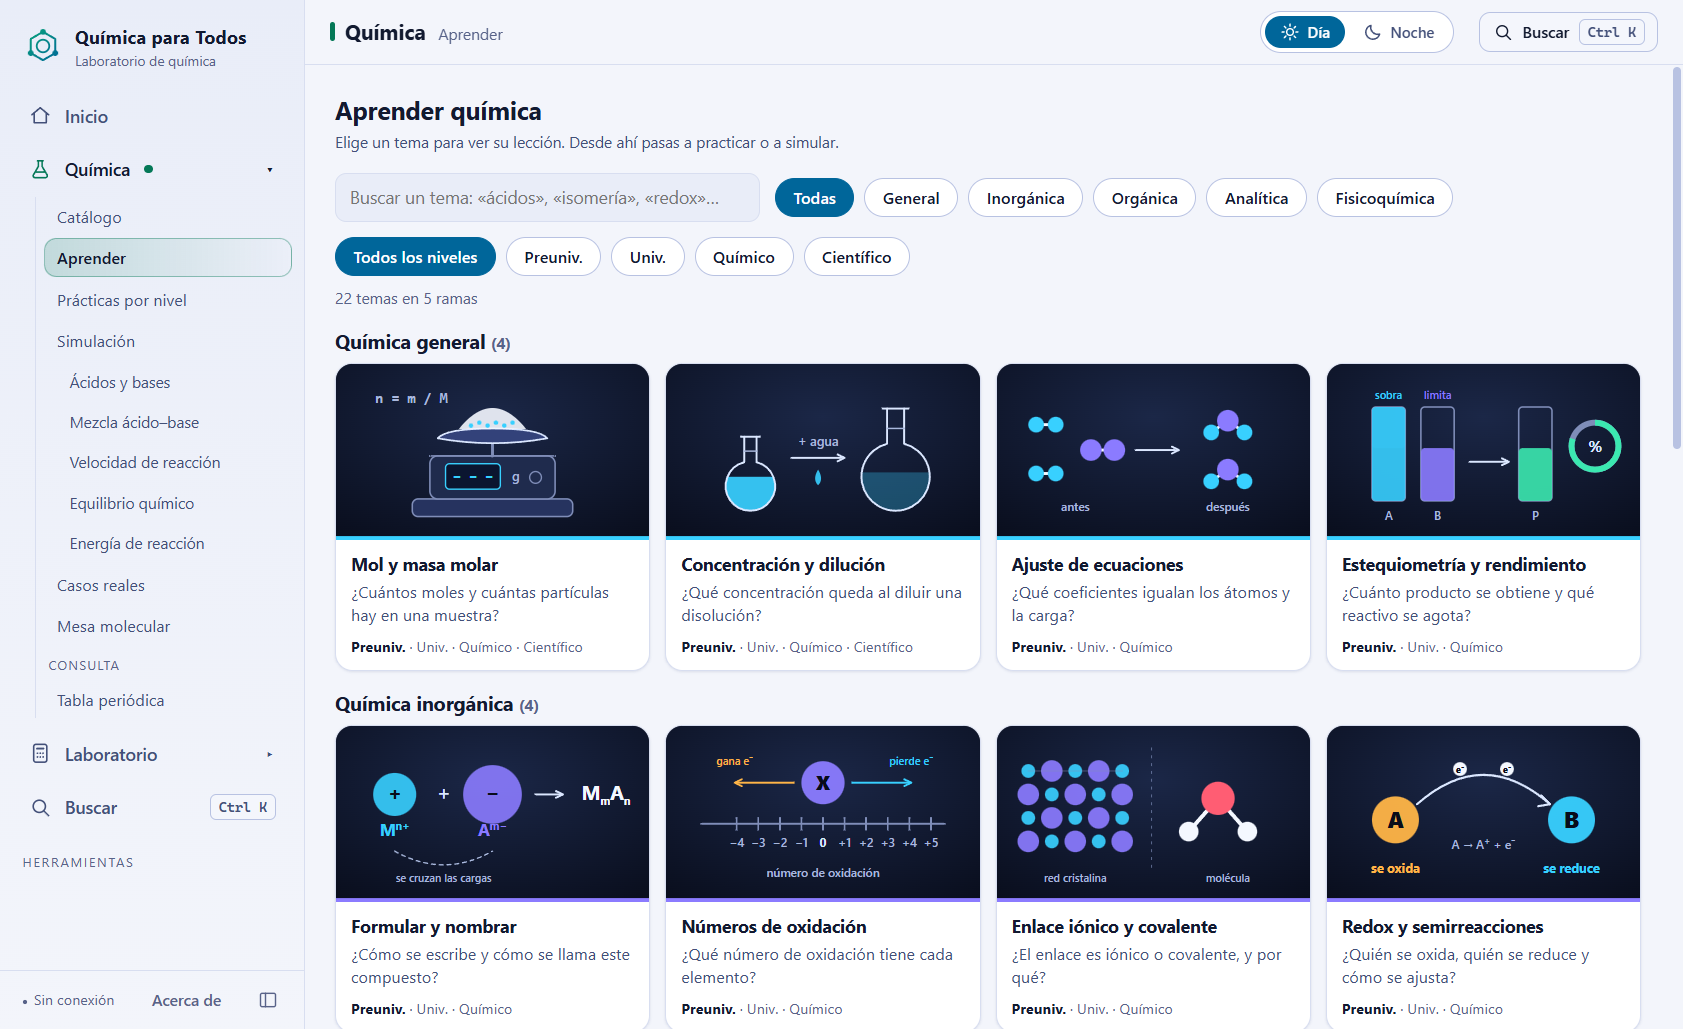 Química para Todos
Laboratorio de química
Inicio
Química
Catálogo
Aprender
Prácticas por nivel
Simulación
Ácidos y bases
Mezcla ácido–base
Velocidad de reacción
Equilibrio químico
Energía de reacción
Casos reales
Mesa molecular
CONSULTA
Tabla periódica
Laboratorio
Buscar Ctrl K
HERRAMIENTAS
Sin conexión Acerca de
Química Aprender
Día Noche
Buscar Ctrl K
Aprender química
Elige un tema para ver su lección. Desde ahí pasas a practicar o a simular.
Buscar un tema: «ácidos», «isomería», «redox»...
Todas General Inorgánica Orgánica Analítica Fisicoquímica
Todos los niveles Preuniv. Univ. Químico Científico
22 temas en 5 ramas
Química general (4)
n = m / M
- - - g
Mol y masa molar
¿Cuántos moles y cuántas partículas
hay en una muestra?
Preuniv. · Univ. · Químico · Científico
+ agua
Concentración y dilución
¿Qué concentración queda al diluir una
disolución?
Preuniv. · Univ. · Químico · Científico
antes después
Ajuste de ecuaciones
¿Qué coeficientes igualan los átomos y
la carga?
Preuniv. · Univ. · Químico
sobra limita
%
A B P
Estequiometría y rendimiento
¿Cuánto producto se obtiene y qué
reactivo se agota?
Preuniv. · Univ. · Químico
Química inorgánica (4)
+ + − → MₘAₙ
Mⁿ⁺ Aᵐ⁻
se cruzan las cargas
Formular y nombrar
¿Cómo se escribe y cómo se llama este
compuesto?
Preuniv. · Univ. · Químico
gana e⁻ pierde e⁻
X
−4 −3 −2 −1 0 +1 +2 +3 +4 +5
número de oxidación
Números de oxidación
¿Qué número de oxidación tiene cada
elemento?
Preuniv. · Univ. · Químico
red cristalina molécula
Enlace iónico y covalente
¿El enlace es iónico o covalente, y por
qué?
Preuniv. · Univ. · Químico
e⁻ e⁻
A B
A → A⁺ + e⁻
se oxida se reduce
Redox y semirreacciones
¿Quién se oxida, quién se reduce y
cómo se ajusta?
Preuniv. · Univ. · Químico